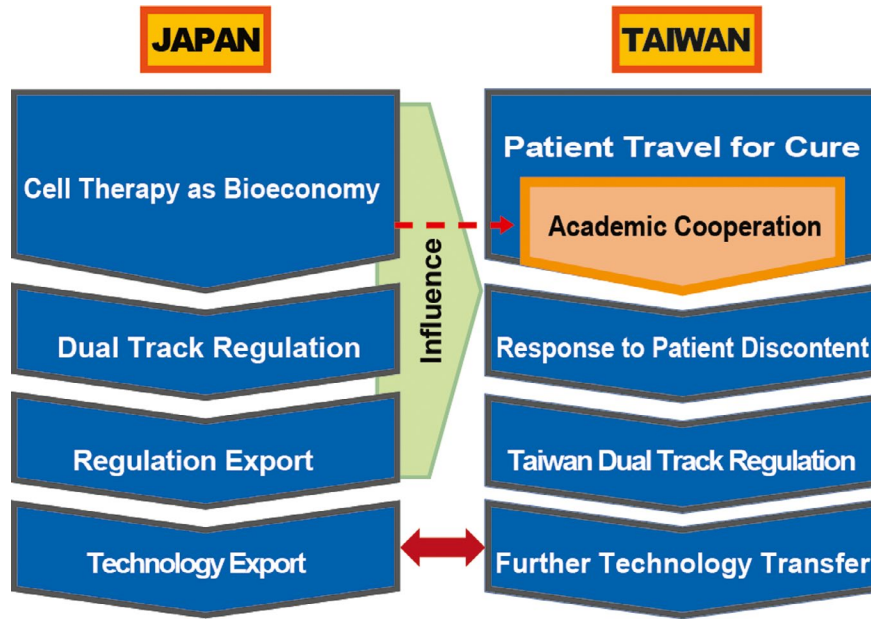 JAPAN
TAIWAN
Cell Therapy as Bioeconomy
Dual Track Regulation
Regulation Export
Technology Export
Influence
Patient Travel for Cure
Academic Cooperation
Response to Patient Discontent
Taiwan Dual Track Regulation
Further Technology Transfer